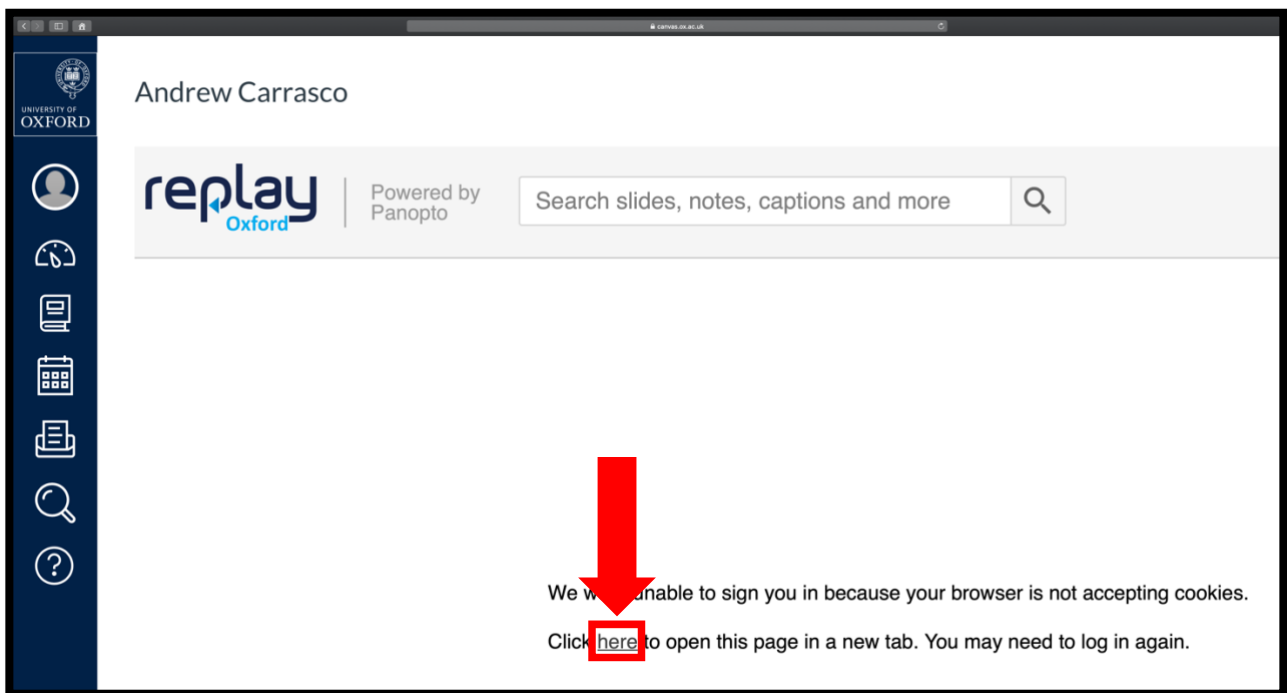 canvas.ox.ac.uk
UNIVERSITY OF
OXFORD
Andrew Carrasco
replay
Oxford
Powered by
Panopto
Search slides, notes, captions and more
We w unable to sign you in because your browser is not accepting cookies.
Click here to open this page in a new tab. You may need to log in again.